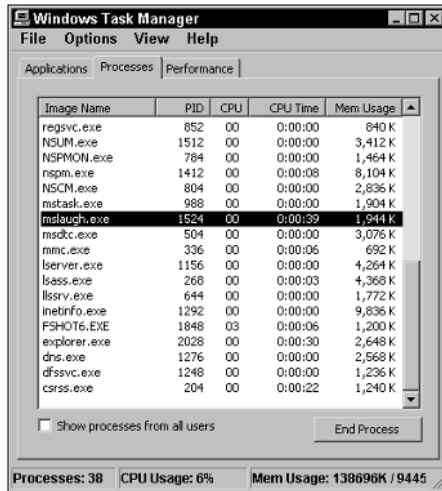 Windows Task Manager
File Options View Help
Applications Processes Performance
Image Name PID CPU CPU Time Mem Usage
regsvc.exe 852 00 0:00:00 840 K
NSUM.exe 1512 00 0:00:00 3,412 K
NSPMON.exe 784 00 0:00:00 1,464 K
nspm.exe 1412 00 0:00:08 8,104 K
NSCM.exe 804 00 0:00:00 2,836 K
mstask.exe 988 00 0:00:00 1,904 K
mslaugh.exe 1524 00 0:00:39 1,944 K
msdtc.exe 504 00 0:00:00 3,076 K
mmc.exe 336 00 0:00:06 692 K
lserver.exe 1156 00 0:00:00 4,264 K
lsass.exe 268 00 0:00:03 4,368 K
llssrv.exe 644 00 0:00:00 1,772 K
inetinfo.exe 1292 00 0:00:00 9,836 K
FSHOT6.EXE 1848 03 0:00:06 1,200 K
explorer.exe 2028 00 0:00:30 2,648 K
dns.exe 1276 00 0:00:00 2,568 K
dfssvc.exe 1248 00 0:00:00 1,236 K
csrss.exe 204 00 0:00:22 1,240 K
Show processes from all users
End Process
Processes: 38 CPU Usage: 6% Mem Usage: 138696K / 9445